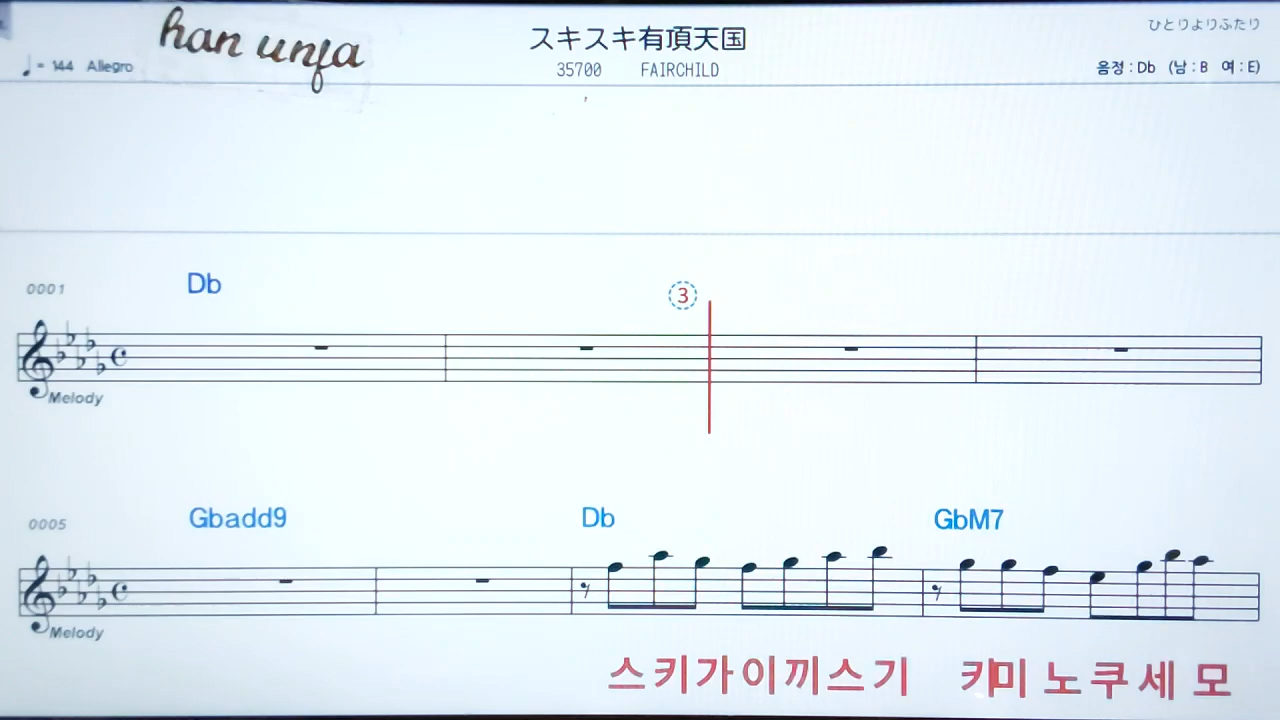 han unfa
スキスキ有頂天国
ひとりよりふたり
♩= 144 Allegro
35700 FAIRCHILD
음정 : Db (남 : B 여 : E)
0001
Db
3
Melody
0005
Gbadd9
Db
GbM7
Melody
스키가이끼스기 키미노쿠세모